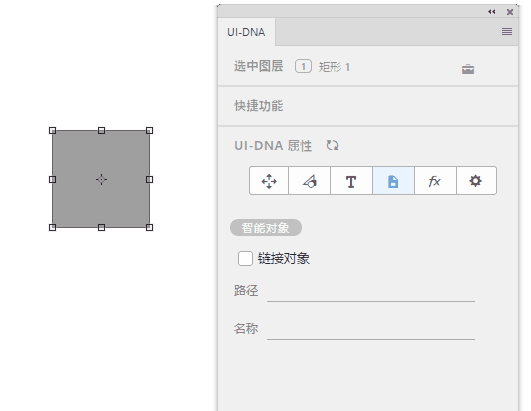 UI-DNA
选中图层 1 矩形 1
快捷功能
UI-DNA 属性
T fx
智能对象
链接对象
路径
名称